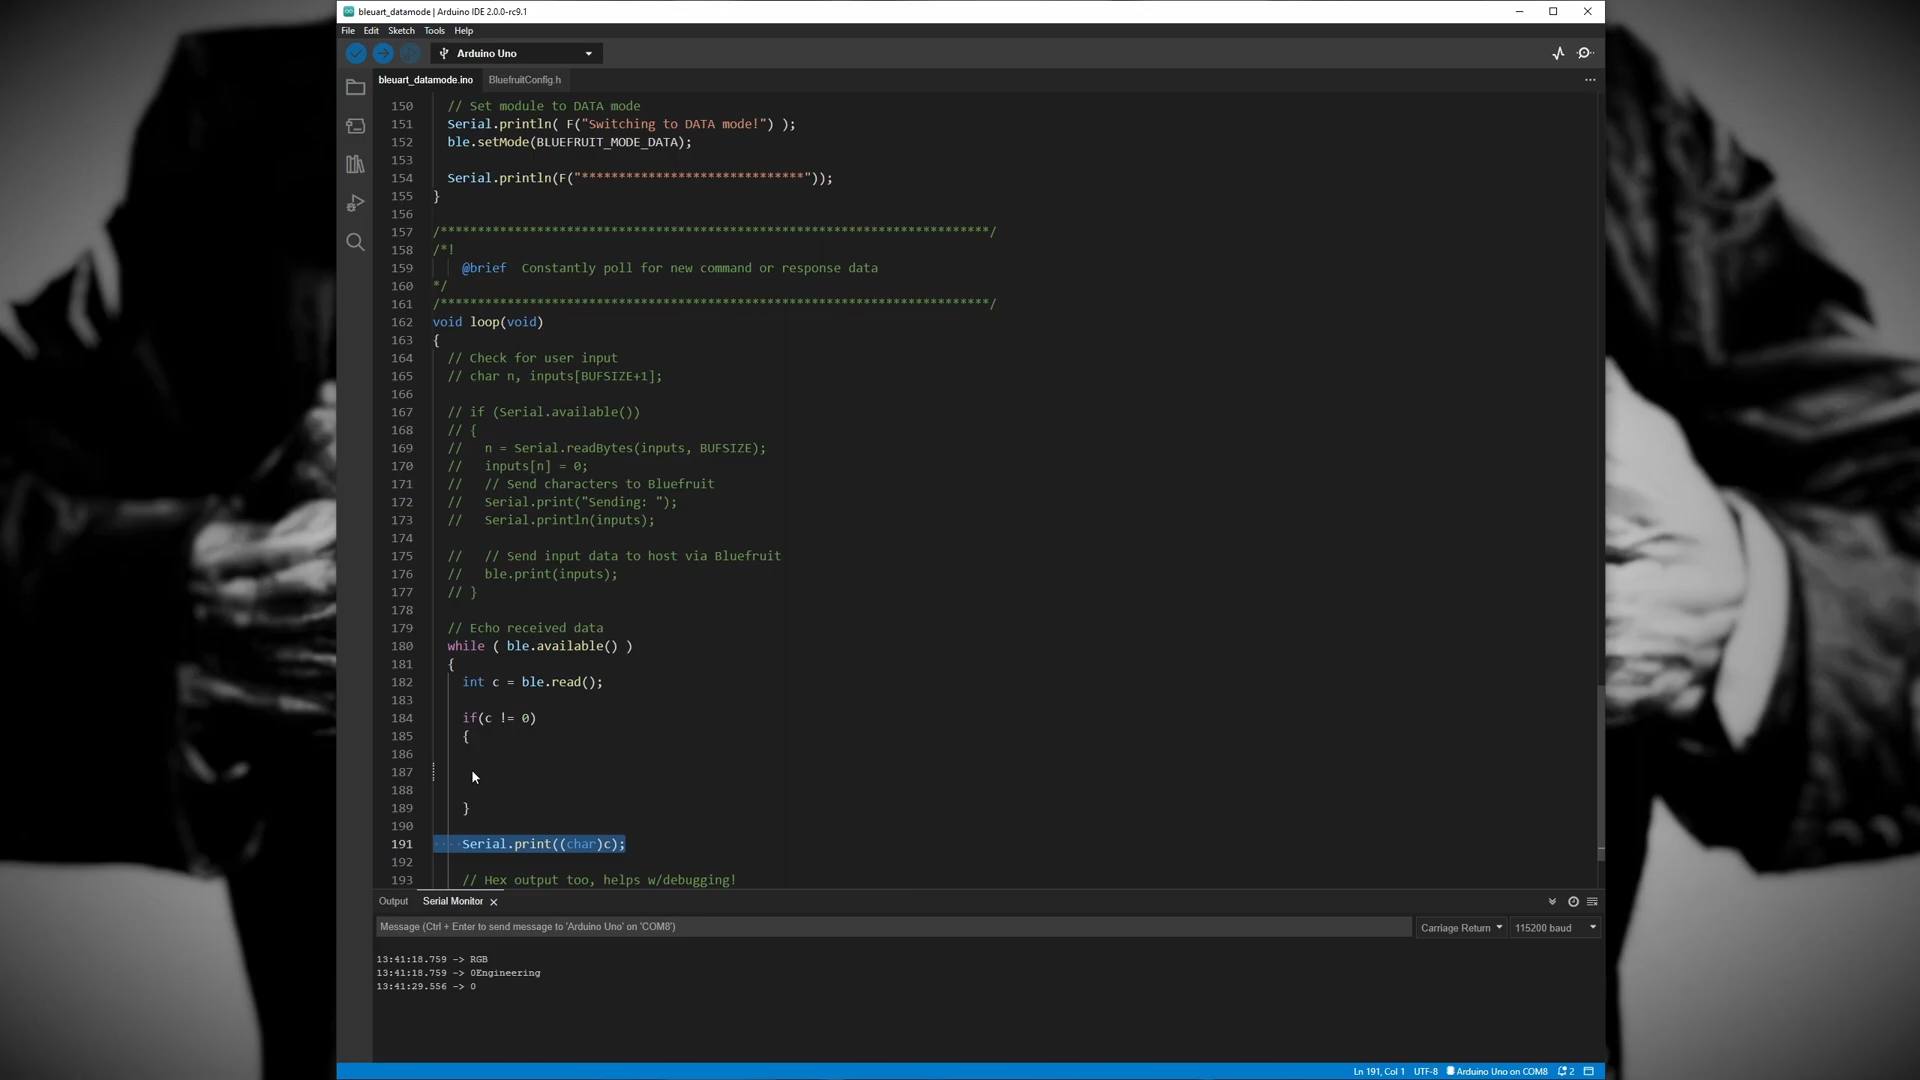 bleuart_datamode | Arduino IDE 2.0.0-rc9.1
File Edit Sketch Tools Help
Arduino Uno
bleuart_datamode.ino BluefruitConfig.h
150 // Set module to DATA mode
151 Serial.println( F("Switching to DATA mode!") );
152 ble.setMode(BLUEFRUIT_MODE_DATA);
153
154 Serial.println(F("******************************"));
155 }
156
157 /**************************************************************************/
158 /*!
159 @brief Constantly poll for new command or response data
160 */
161 /**************************************************************************/
162 void loop(void)
163 {
164 // Check for user input
165 // char n, inputs[BUFSIZE+1];
166
167 // if (Serial.available())
168 // {
169 // n = Serial.readBytes(inputs, BUFSIZE);
170 // inputs[n] = 0;
171 // // Send characters to Bluefruit
172 // Serial.print("Sending: ");
173 // Serial.println(inputs);
174
175 // // Send input data to host via Bluefruit
176 // ble.print(inputs);
177 // }
178
179 // Echo received data
180 while ( ble.available() )
181 {
182 int c = ble.read();
183
184 if(c != 0)
185 {
186
187
188
189 }
190
191 Serial.print((char)c);
192
193 // Hex output too, helps w/debugging!
Output Serial Monitor
Message (Ctrl + Enter to send message to 'Arduino Uno' on 'COM8') Carriage Return 115200 baud
13:41:18.759 -> RGB
13:41:18.759 -> 0Engineering
13:41:29.556 -> 0
Ln 191, Col 1 UTF-8 Arduino Uno on COM8 2